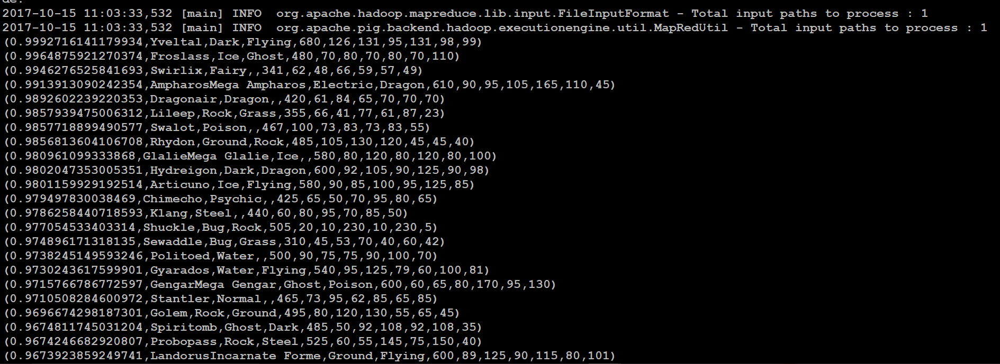 de:
2017-10-15 11:03:33,532 [main] INFO  org.apache.hadoop.mapreduce.lib.input.FileInputFormat - Total input paths to process : 1
2017-10-15 11:03:33,532 [main] INFO  org.apache.pig.backend.hadoop.executionengine.util.MapRedUtil - Total input paths to process : 1
(0.9992716141179934,Yveltal,Dark,Flying,680,126,131,95,131,98,99)
(0.9964875921270374,Froslass,Ice,Ghost,480,70,80,70,80,70,110)
(0.9946276525841693,Swirlix,Fairy,,341,62,48,66,59,57,49)
(0.9913913090242354,AmpharosMega Ampharos,Electric,Dragon,610,90,95,105,165,110,45)
(0.9892602239220353,Dragonair,Dragon,,420,61,84,65,70,70,70)
(0.9857939475006312,Lileep,Rock,Grass,355,66,41,77,61,87,23)
(0.9857718899490577,Swalot,Poison,,467,100,73,83,73,83,55)
(0.9856813604106708,Rhydon,Ground,Rock,485,105,130,120,45,45,40)
(0.980961099333868,GlalieMega Glalie,Ice,,580,80,120,80,120,80,100)
(0.9802047353005351,Hydreigon,Dark,Dragon,600,92,105,90,125,90,98)
(0.9801159929192514,Articuno,Ice,Flying,580,90,85,100,95,125,85)
(0.979497830038469,Chimecho,Psychic,,425,65,50,70,95,80,65)
(0.9786258440718593,Klang,Steel,,440,60,80,95,70,85,50)
(0.977054533403314,Shuckle,Bug,Rock,505,20,10,230,10,230,5)
(0.974896171318135,Sewaddle,Bug,Grass,310,45,53,70,40,60,42)
(0.9738245149593246,Politoed,Water,,500,90,75,75,90,100,70)
(0.9730243617599901,Gyarados,Water,Flying,540,95,125,79,60,100,81)
(0.9715766786772597,GengarMega Gengar,Ghost,Poison,600,60,65,80,170,95,130)
(0.9710508284600972,Stantler,Normal,,465,73,95,62,85,65,85)
(0.9696674298187301,Golem,Rock,Ground,495,80,120,130,55,65,45)
(0.9674811745031204,Spiritomb,Ghost,Dark,485,50,92,108,92,108,35)
(0.9674246682920807,Probopass,Rock,Steel,525,60,55,145,75,150,40)
(0.9673923859249741,LandorusIncarnate Forme,Ground,Flying,600,89,125,90,115,80,101)